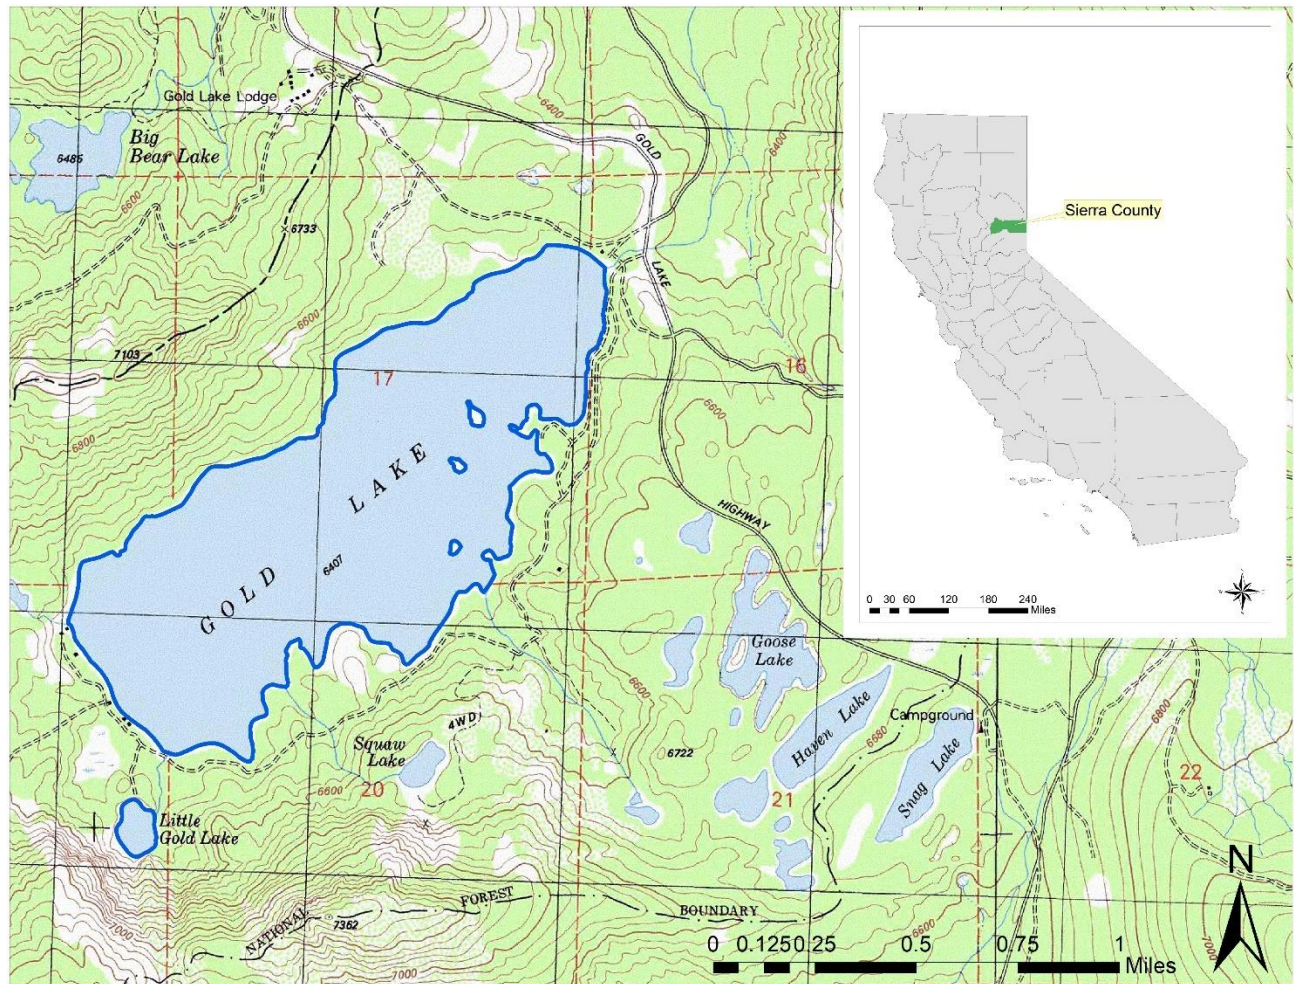 Gold Lake Lodge
Big
Bear Lake
6485
6400
GOLD
6400
6600
6733
LAKE
6600
7103
17
16
6600
6800
GOLD LAKE
6407
HIGHWAY
Goose
Lake
6600
Haven Lake
6680
Campground
Snag Lake
6800
4WD
Squaw
Lake
6722
6600
20
21
22
Little
Gold Lake
NATIONAL FOREST BOUNDARY
7362
7000
7000
6600
7000
Sierra County
0 30 60 120 180 240
Miles
N
0 0.125 0.25 0.5 0.75 1
Miles